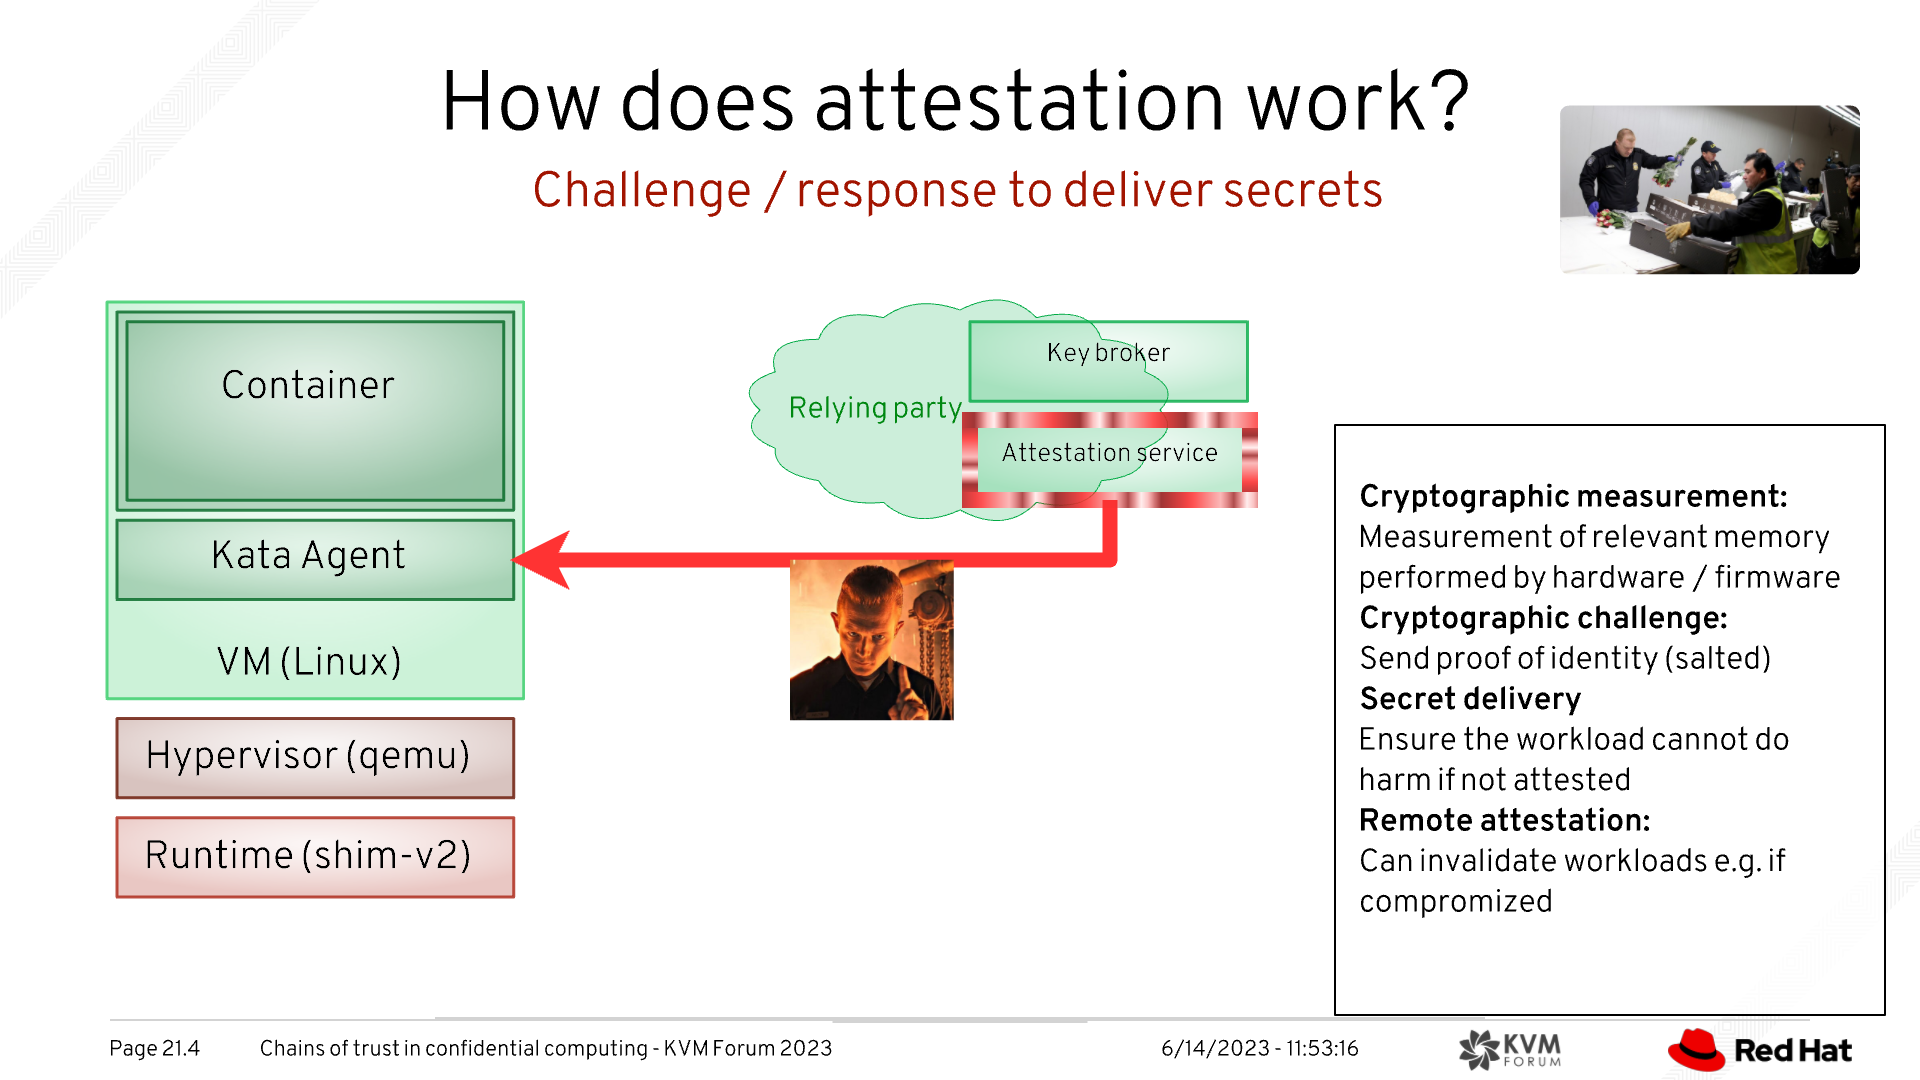 How does attestation work?
Challenge / response to deliver secrets
Container
Kata Agent
VM (Linux)
Hypervisor (qemu)
Runtime (shim-v2)
Relying party
Key broker
Attestation service
Cryptographic measurement:
Measurement of relevant memory
performed by hardware / firmware
Cryptographic challenge:
Send proof of identity (salted)
Secret delivery
Ensure the workload cannot do
harm if not attested
Remote attestation:
Can invalidate workloads e.g. if
compromized
Page 21.4
Chains of trust in confidential computing - KVM Forum 2023
6/14/2023 - 11:53:16
KVM
FORUM
Red Hat